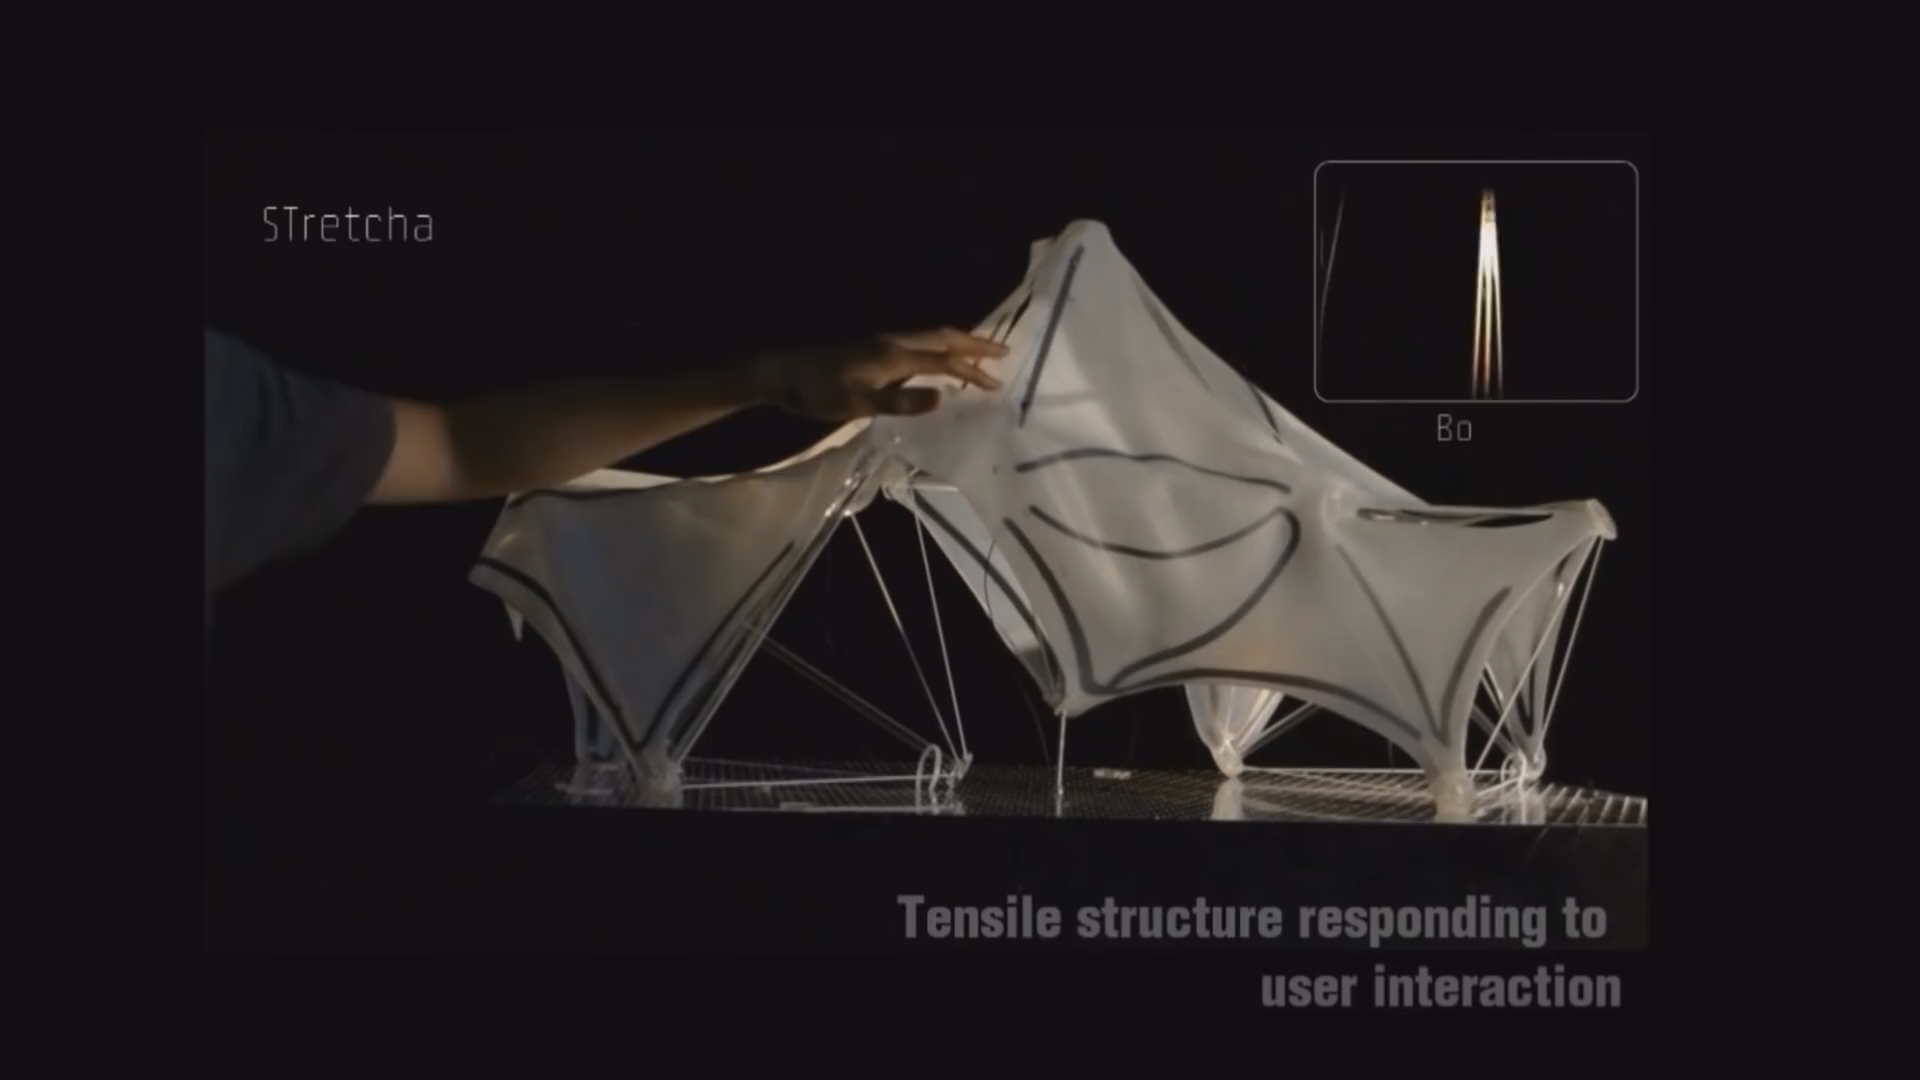 STretcha
Bo
Tensile structure responding to
user interaction